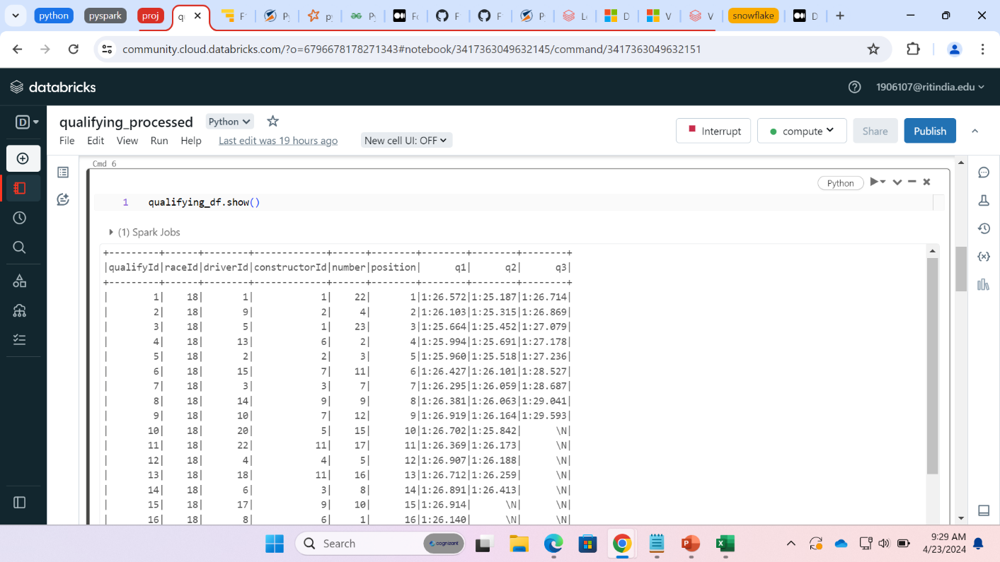 python
pyspark
proj
snowflake
community.cloud.databricks.com/?o=6796678178271343#notebook/3417363049632145/command/3417363049632151
databricks
1906107@ritindia.edu
D
qualifying_processed
Python
File Edit View Run Help Last edit was 19 hours ago New cell UI: OFF
Interrupt
compute
Share
Publish
Cmd 6
Python
1 qualifying_df.show()
(1) Spark Jobs
+---------+------+--------+-------------+------+--------+--------+--------+--------+
|qualifyId|raceId|driverId|constructorId|number|position|      q1|      q2|      q3|
+---------+------+--------+-------------+------+--------+--------+--------+--------+
|        1|    18|       1|            1|    22|       1|1:26.572|1:25.187|1:26.714|
|        2|    18|       9|            2|     4|       2|1:26.103|1:25.315|1:26.869|
|        3|    18|       5|            1|    23|       3|1:25.664|1:25.452|1:27.079|
|        4|    18|      13|            6|     2|       4|1:25.994|1:25.691|1:27.178|
|        5|    18|       2|            2|     3|       5|1:25.960|1:25.518|1:27.236|
|        6|    18|      15|            7|    11|       6|1:26.427|1:26.101|1:28.527|
|        7|    18|       3|            3|     7|       7|1:26.295|1:26.059|1:28.687|
|        8|    18|      14|            9|     9|       8|1:26.381|1:26.063|1:29.041|
|        9|    18|      10|            7|    12|       9|1:26.919|1:26.164|1:29.593|
|       10|    18|      20|            5|    15|      10|1:26.702|1:25.842|      \N|
|       11|    18|      22|           11|    17|      11|1:26.369|1:26.173|      \N|
|       12|    18|       4|            4|     5|      12|1:26.907|1:26.188|      \N|
|       13|    18|      18|           11|    16|      13|1:26.712|1:26.259|      \N|
|       14|    18|       6|            3|     8|      14|1:26.891|1:26.413|      \N|
|       15|    18|      17|            9|    10|      15|1:26.914|      \N|      \N|
|       16|    18|       8|            6|     1|      16|1:26.140|      \N|      \N|
Search
cognizant
9:29 AM
4/23/2024